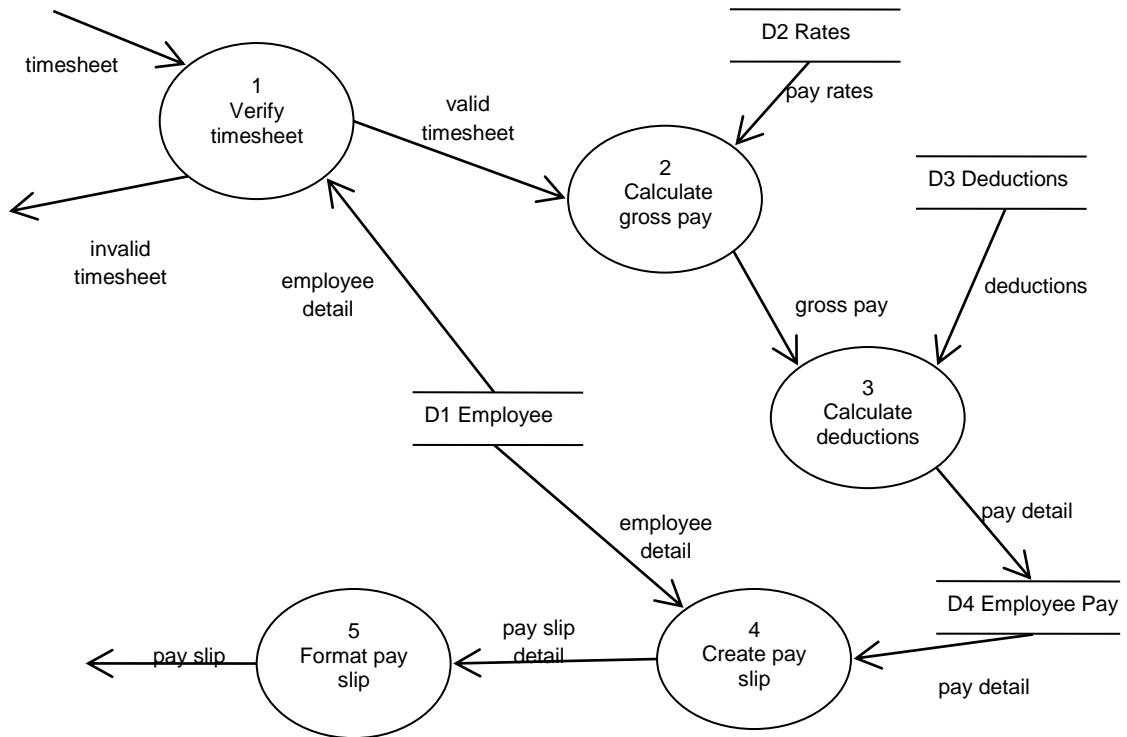 timesheet
1
Verify
timesheet
valid
timesheet
D2 Rates
pay rates
2
Calculate
gross pay
D3 Deductions
invalid
timesheet
employee
detail
gross pay
deductions
D1 Employee
3
Calculate
deductions
employee
detail
pay detail
D4 Employee Pay
pay slip
5
Format pay
slip
pay slip
detail
4
Create pay
slip
pay detail